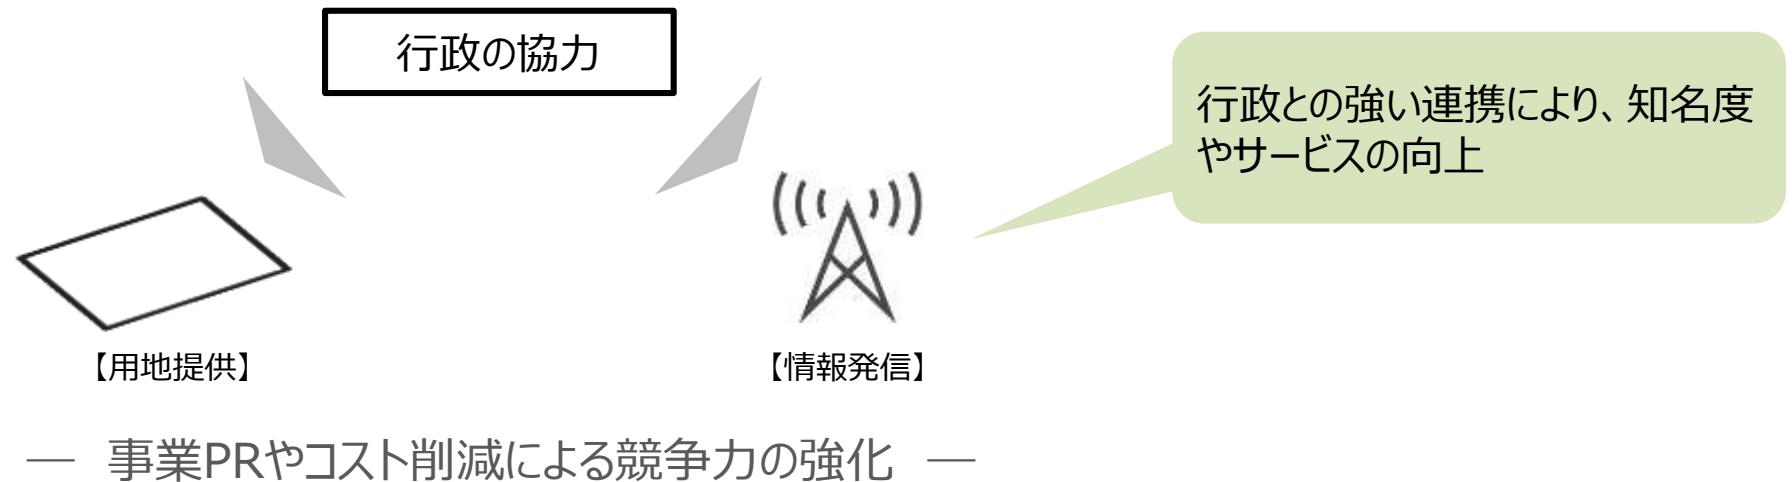 行政の協力
行政との強い連携により、知名度
やサービスの向上
【用地提供】
【情報発信】
― 事業PRやコスト削減による競争力の強化 ―